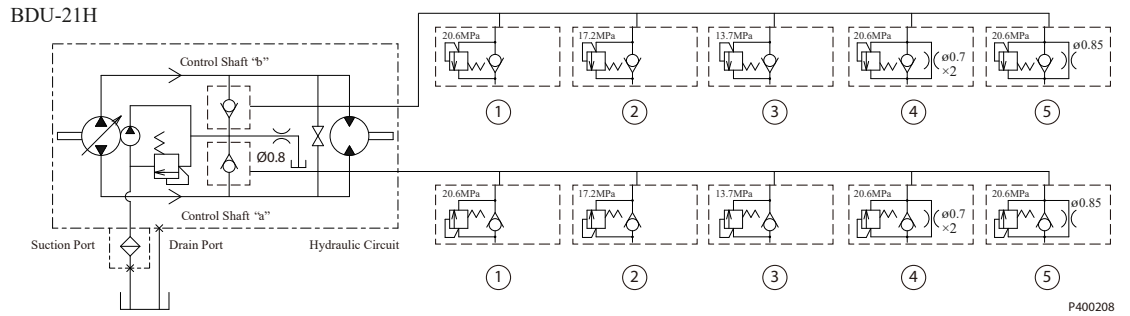 BDU-21H
20.6MPa
17.2MPa
13.7MPa
20.6MPa
20.6MPa
ø0.7
×2
ø0.85
1
2
3
4
5
Control Shaft “b”
Ø0.8
Control Shaft “a”
Suction Port
Drain Port
Hydraulic Circuit
20.6MPa
17.2MPa
13.7MPa
20.6MPa
20.6MPa
ø0.7
×2
ø0.85
1
2
3
4
5
P400208